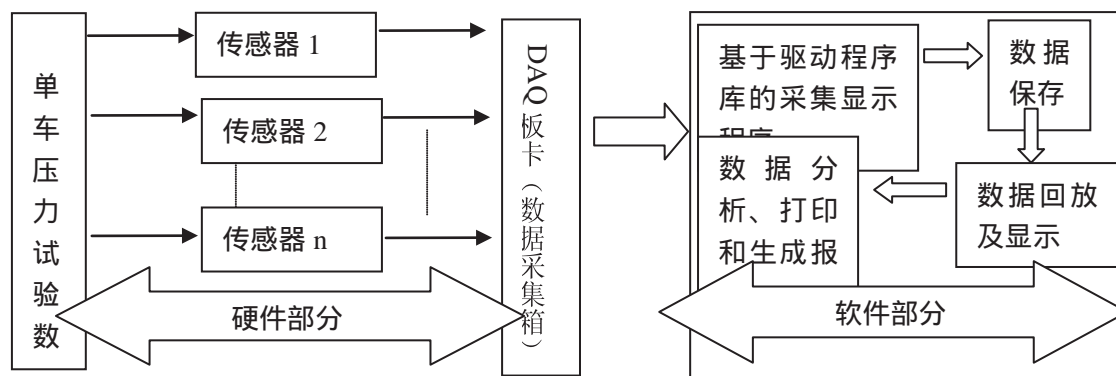 单车压力试验数
传感器 1
传感器 2
传感器 n
DAQ 板卡（数据采集箱）
硬件部分
基于驱动程序
库的采集显示
程序
数据
保存
数据回放
及显示
数据分
析、打印
和生成报
软件部分